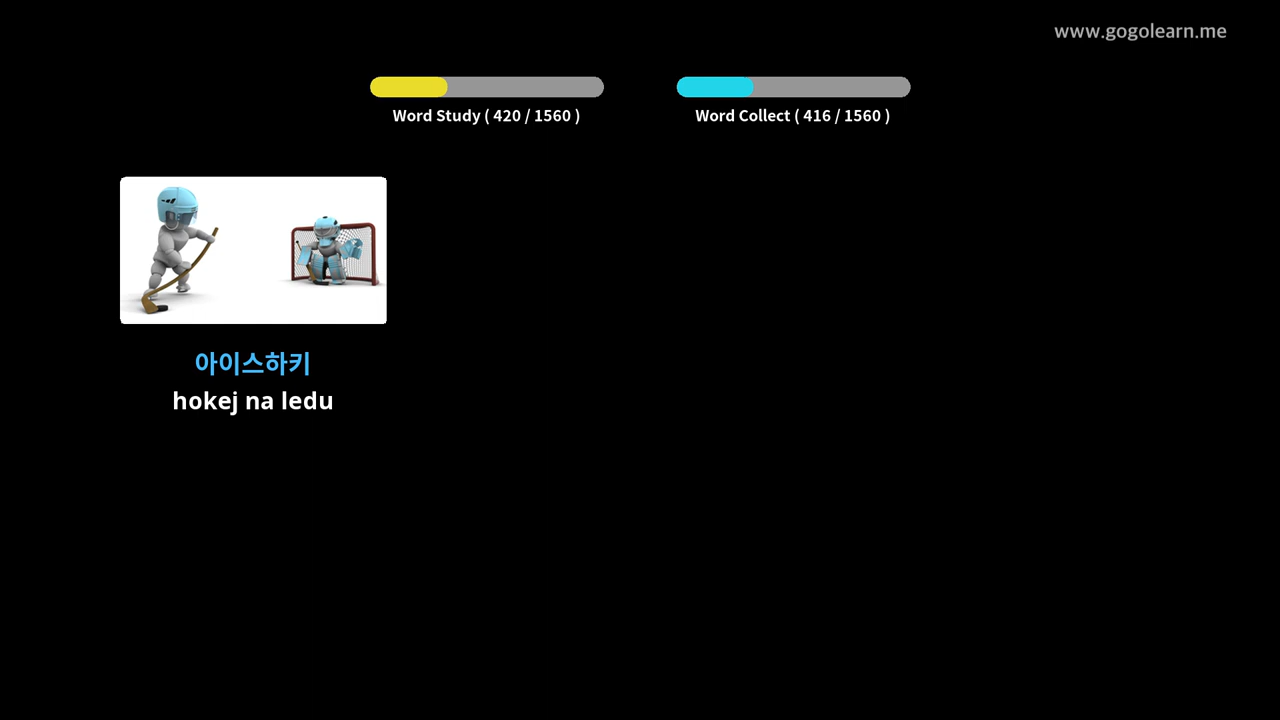 www.gogolearn.me
Word Study ( 420 / 1560 )
Word Collect ( 416 / 1560 )
아이스하키
hokej na ledu